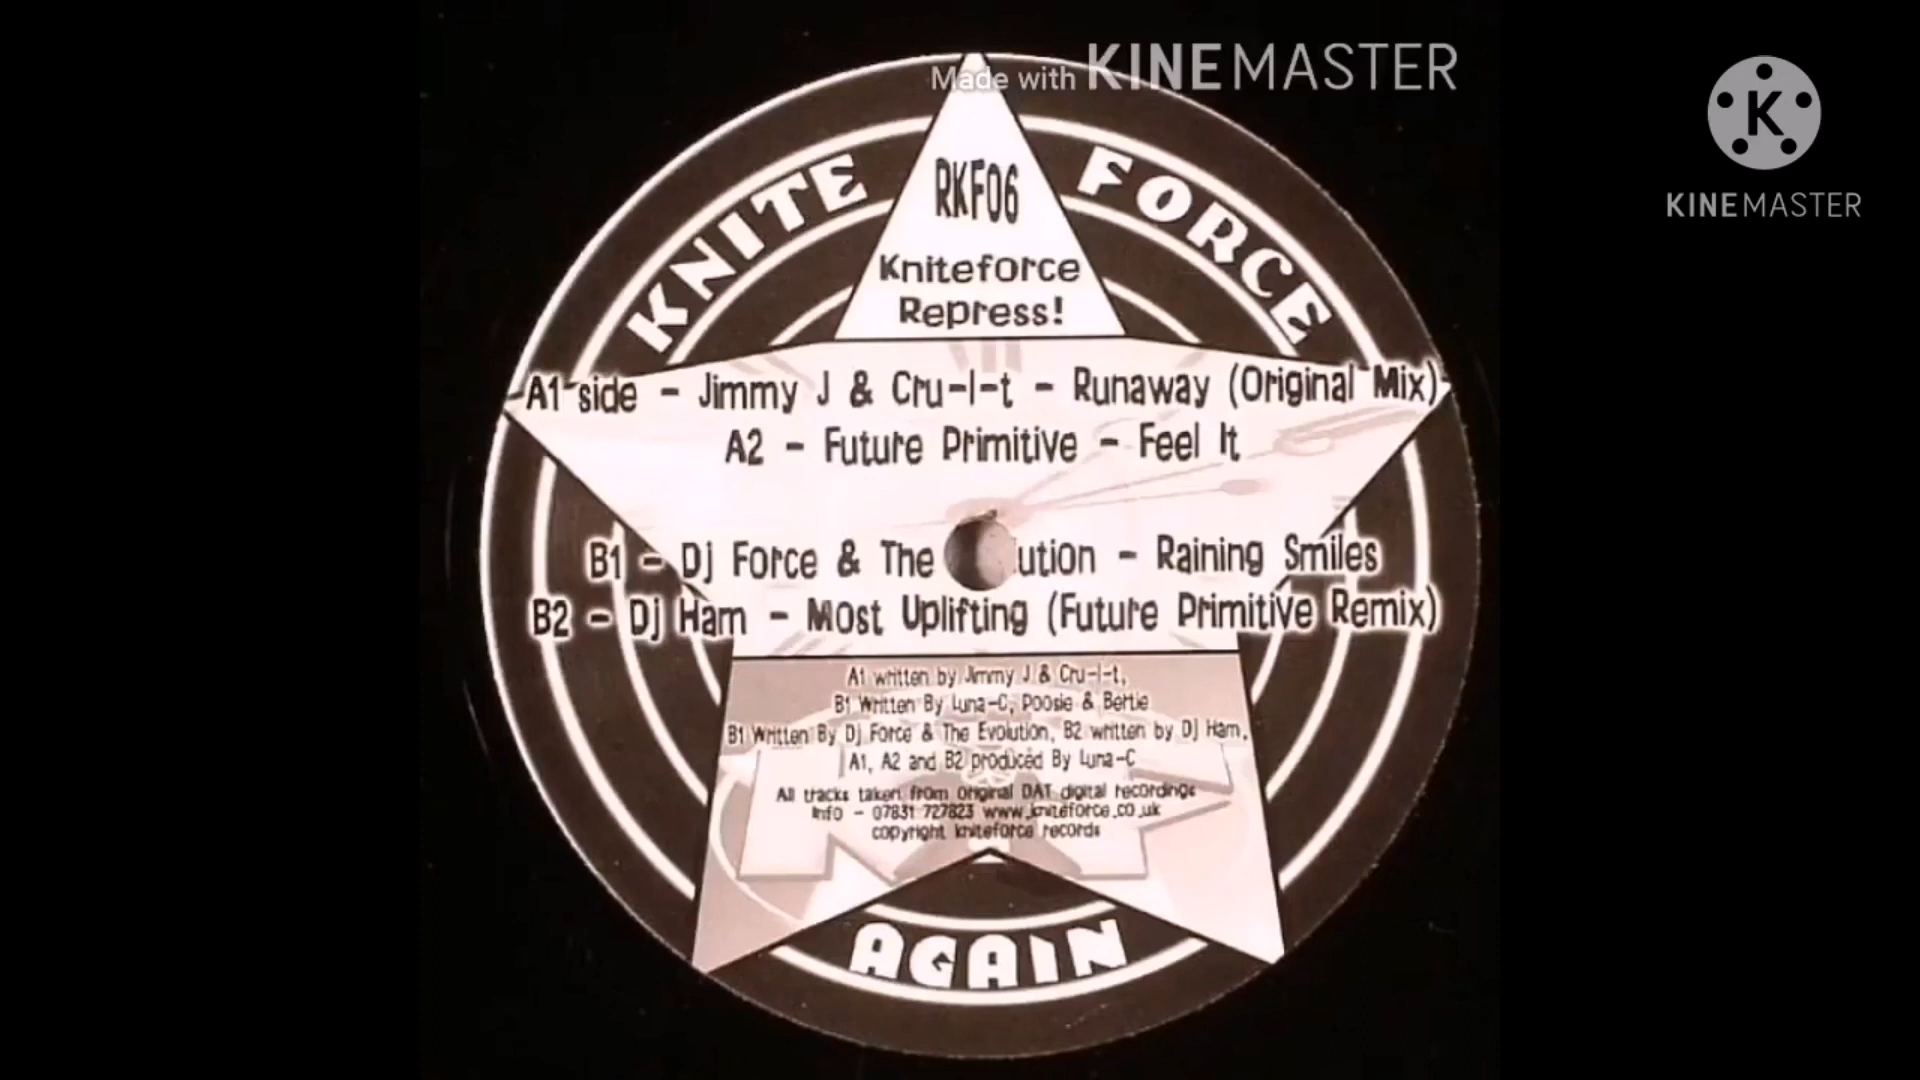 Made with KINEMASTER
K
KINEMASTER
KNITE FORCE
RKF06
Kniteforce
Repress!
A1 side - Jimmy J & Cru-l-t - Runaway (Original Mix)
A2 - Future Primitive - Feel It
B1 - Dj Force & The ution - Raining Smiles
B2 - Dj Ham - Most Uplifting (Future Primitive Remix)
A1 written by Jimmy J & Cru-l-t,
B1 Written By Luna-C, Poosie & Bertie
B1 Written By Dj Force & The Evolution, B2 written by DJ Ham,
A1, A2 and B2 produced By Luna-C
All tracks taken from original DAT digital recordings
Info - 07831 727823 www.kniteforce.co.uk
copyright kniteforce records
AGAIN